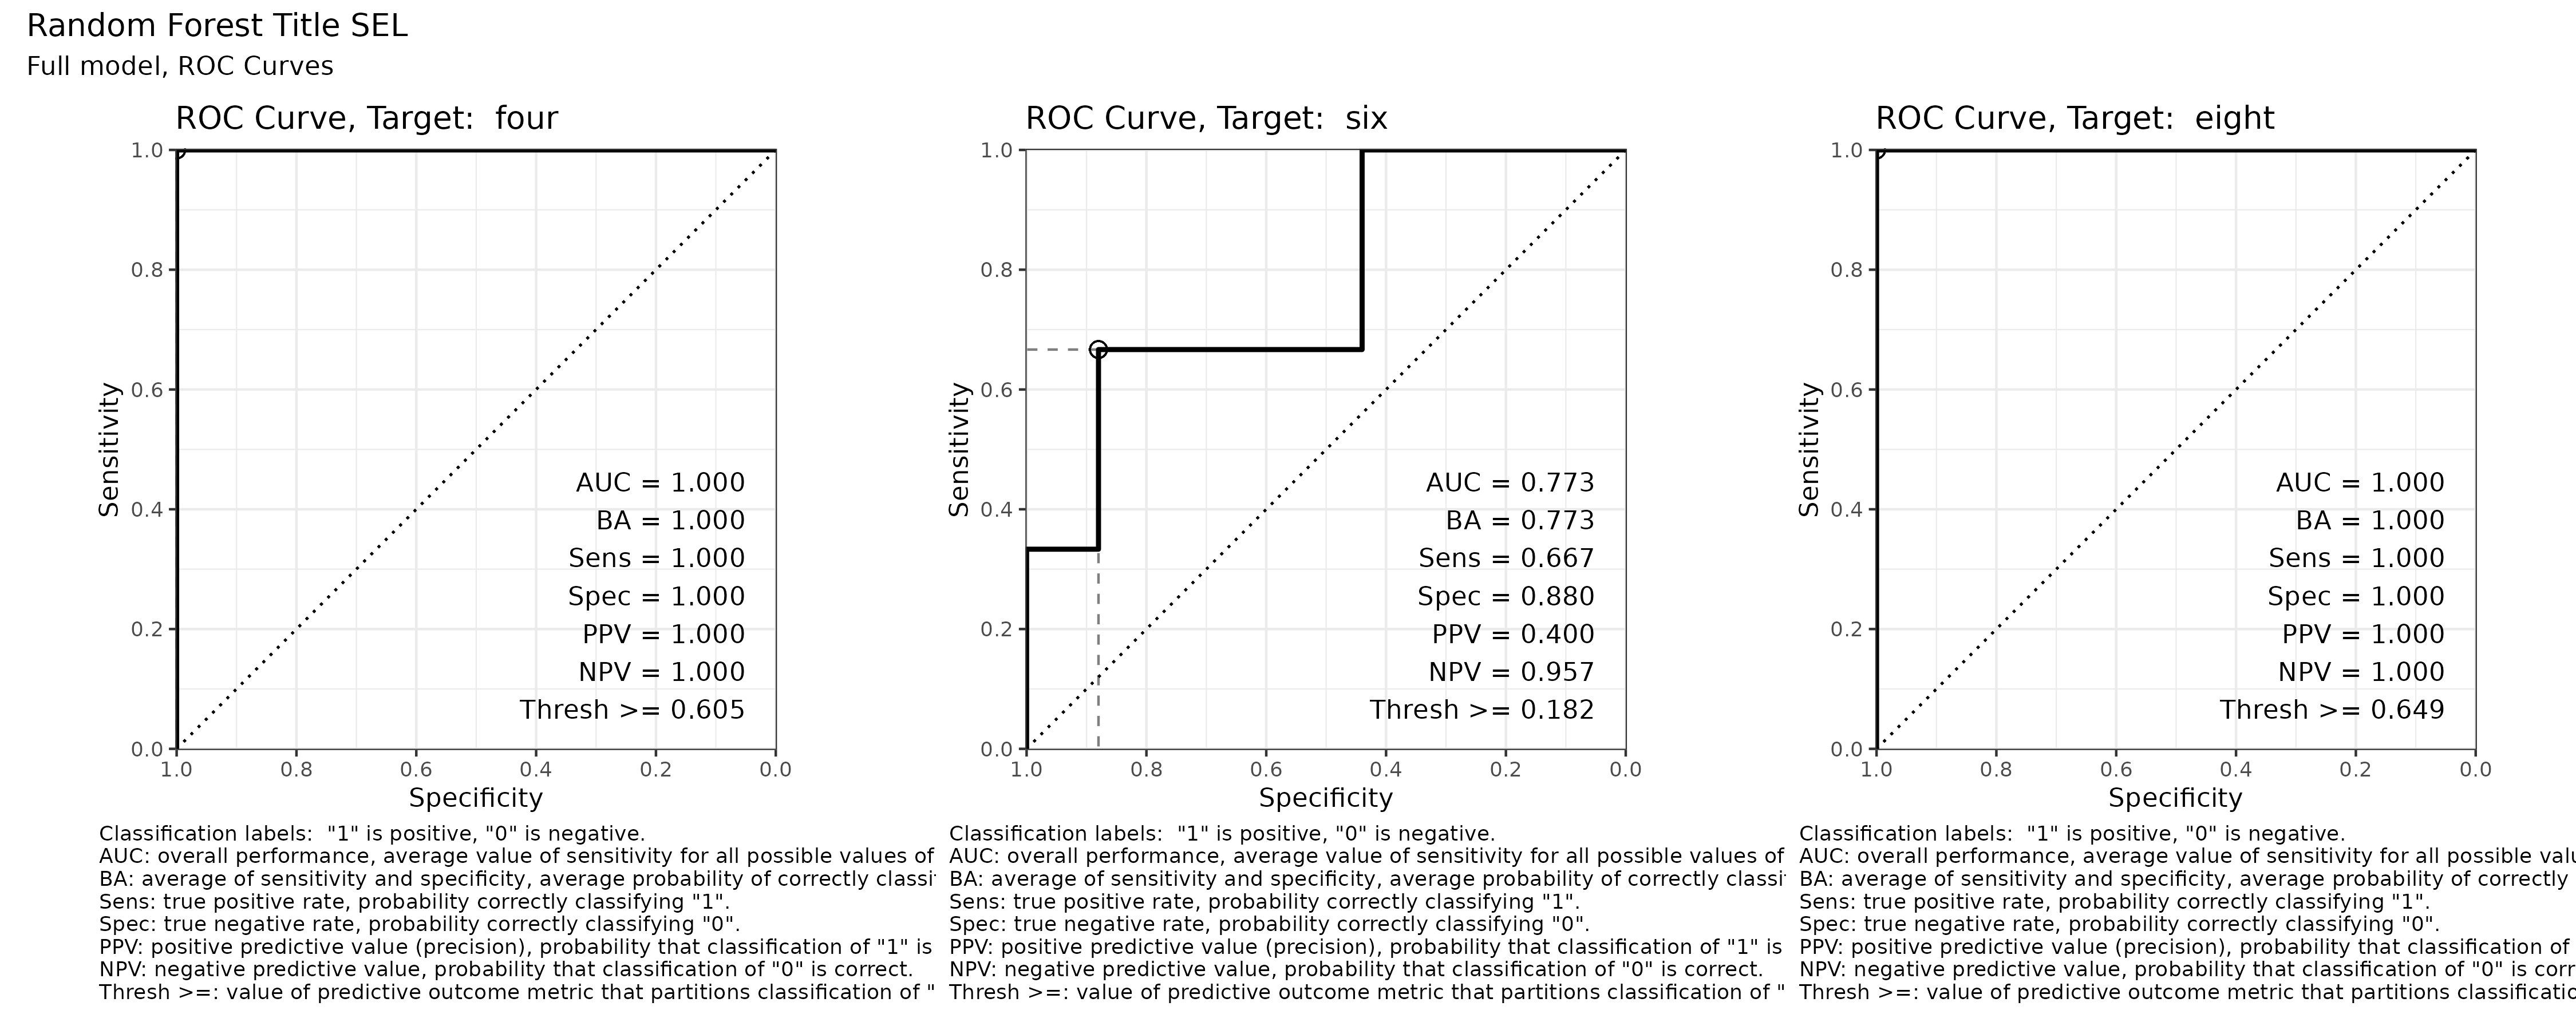 Random Forest Title SEL
Full model, ROC Curves
ROC Curve, Target:  four
1.0
0.8
0.6
0.4
0.2
0.0
Sensitivity
AUC = 1.000
BA = 1.000
Sens = 1.000
Spec = 1.000
PPV = 1.000
NPV = 1.000
Thresh >= 0.605
1.0 0.8 0.6 0.4 0.2 0.0
Specificity
Classification labels:  "1" is positive, "0" is negative.
AUC: overall performance, average value of sensitivity for all possible values of
BA: average of sensitivity and specificity, average probability of correctly classi
Sens: true positive rate, probability correctly classifying "1".
Spec: true negative rate, probability correctly classifying "0".
PPV: positive predictive value (precision), probability that classification of "1" is
NPV: negative predictive value, probability that classification of "0" is correct.
Thresh >=: value of predictive outcome metric that partitions classification of "
ROC Curve, Target:  six
1.0
0.8
0.6
0.4
0.2
0.0
Sensitivity
AUC = 0.773
BA = 0.773
Sens = 0.667
Spec = 0.880
PPV = 0.400
NPV = 0.957
Thresh >= 0.182
1.0 0.8 0.6 0.4 0.2 0.0
Specificity
Classification labels:  "1" is positive, "0" is negative.
AUC: overall performance, average value of sensitivity for all possible values of
BA: average of sensitivity and specificity, average probability of correctly classi
Sens: true positive rate, probability correctly classifying "1".
Spec: true negative rate, probability correctly classifying "0".
PPV: positive predictive value (precision), probability that classification of "1" is
NPV: negative predictive value, probability that classification of "0" is correct.
Thresh >=: value of predictive outcome metric that partitions classification of "
ROC Curve, Target:  eight
1.0
0.8
0.6
0.4
0.2
0.0
Sensitivity
AUC = 1.000
BA = 1.000
Sens = 1.000
Spec = 1.000
PPV = 1.000
NPV = 1.000
Thresh >= 0.649
1.0 0.8 0.6 0.4 0.2 0.0
Specificity
Classification labels:  "1" is positive, "0" is negative.
AUC: overall performance, average value of sensitivity for all possible valu
BA: average of sensitivity and specificity, average probability of correctly
Sens: true positive rate, probability correctly classifying "1".
Spec: true negative rate, probability correctly classifying "0".
PPV: positive predictive value (precision), probability that classification of
NPV: negative predictive value, probability that classification of "0" is corr
Thresh >=: value of predictive outcome metric that partitions classificatio